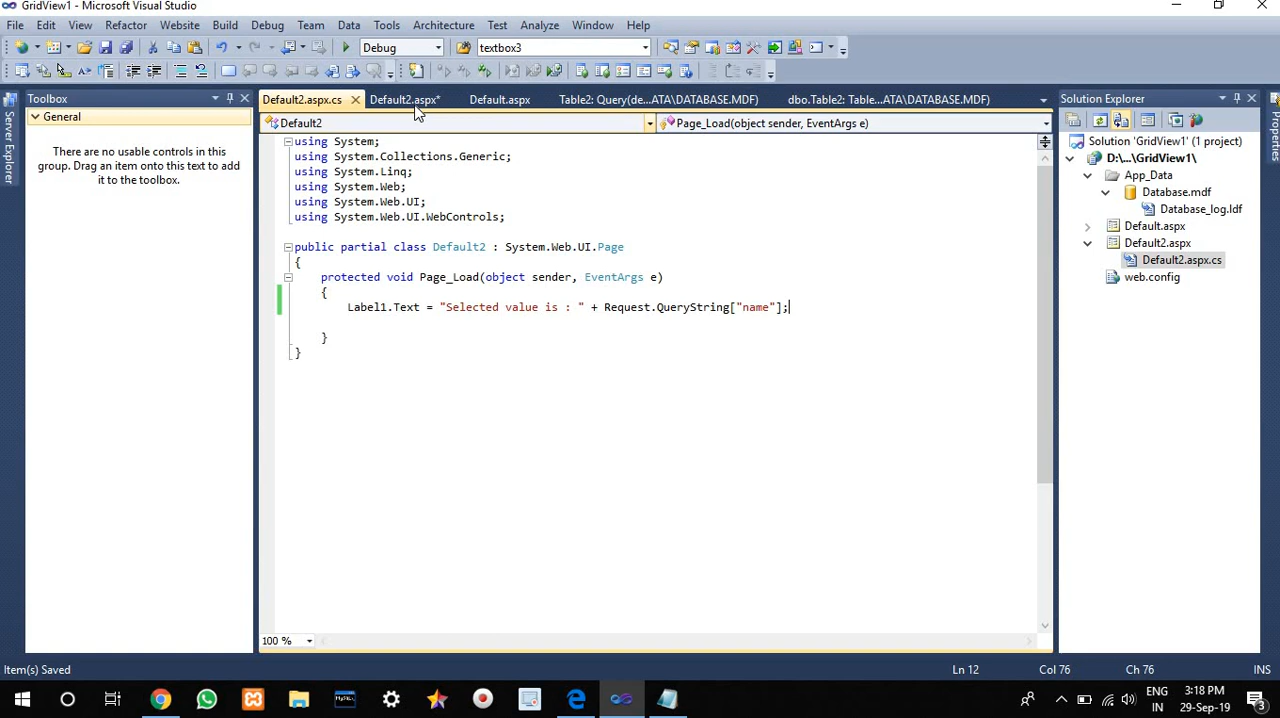 GridView1 - Microsoft Visual Studio
File Edit View Refactor Website Build Debug Team Data Tools Architecture Test Analyze Window Help
Debug textbox3
Toolbox
General
There are no usable controls in this
group. Drag an item onto this text to add
it to the toolbox.
Server Explorer
Default2.aspx.cs Default2.aspx* Default.aspx Table2: Query(de...ATA\DATABASE.MDF) dbo.Table2: Table...ATA\DATABASE.MDF)
Default2 Page_Load(object sender, EventArgs e)
using System;
using System.Collections.Generic;
using System.Linq;
using System.Web;
using System.Web.UI;
using System.Web.UI.WebControls;
public partial class Default2 : System.Web.UI.Page
{
protected void Page_Load(object sender, EventArgs e)
{
Label1.Text = "Selected value is : " + Request.QueryString["name"];
}
}
100 %
Solution Explorer
Solution 'GridView1' (1 project)
D:\...\GridView1\
App_Data
Database.mdf
Database_log.ldf
Default.aspx
Default2.aspx
Default2.aspx.cs
web.config
Properties
Item(s) Saved Ln 12 Col 76 Ch 76 INS
MySQL
ENG
IN
3:18 PM
29-Sep-19
3